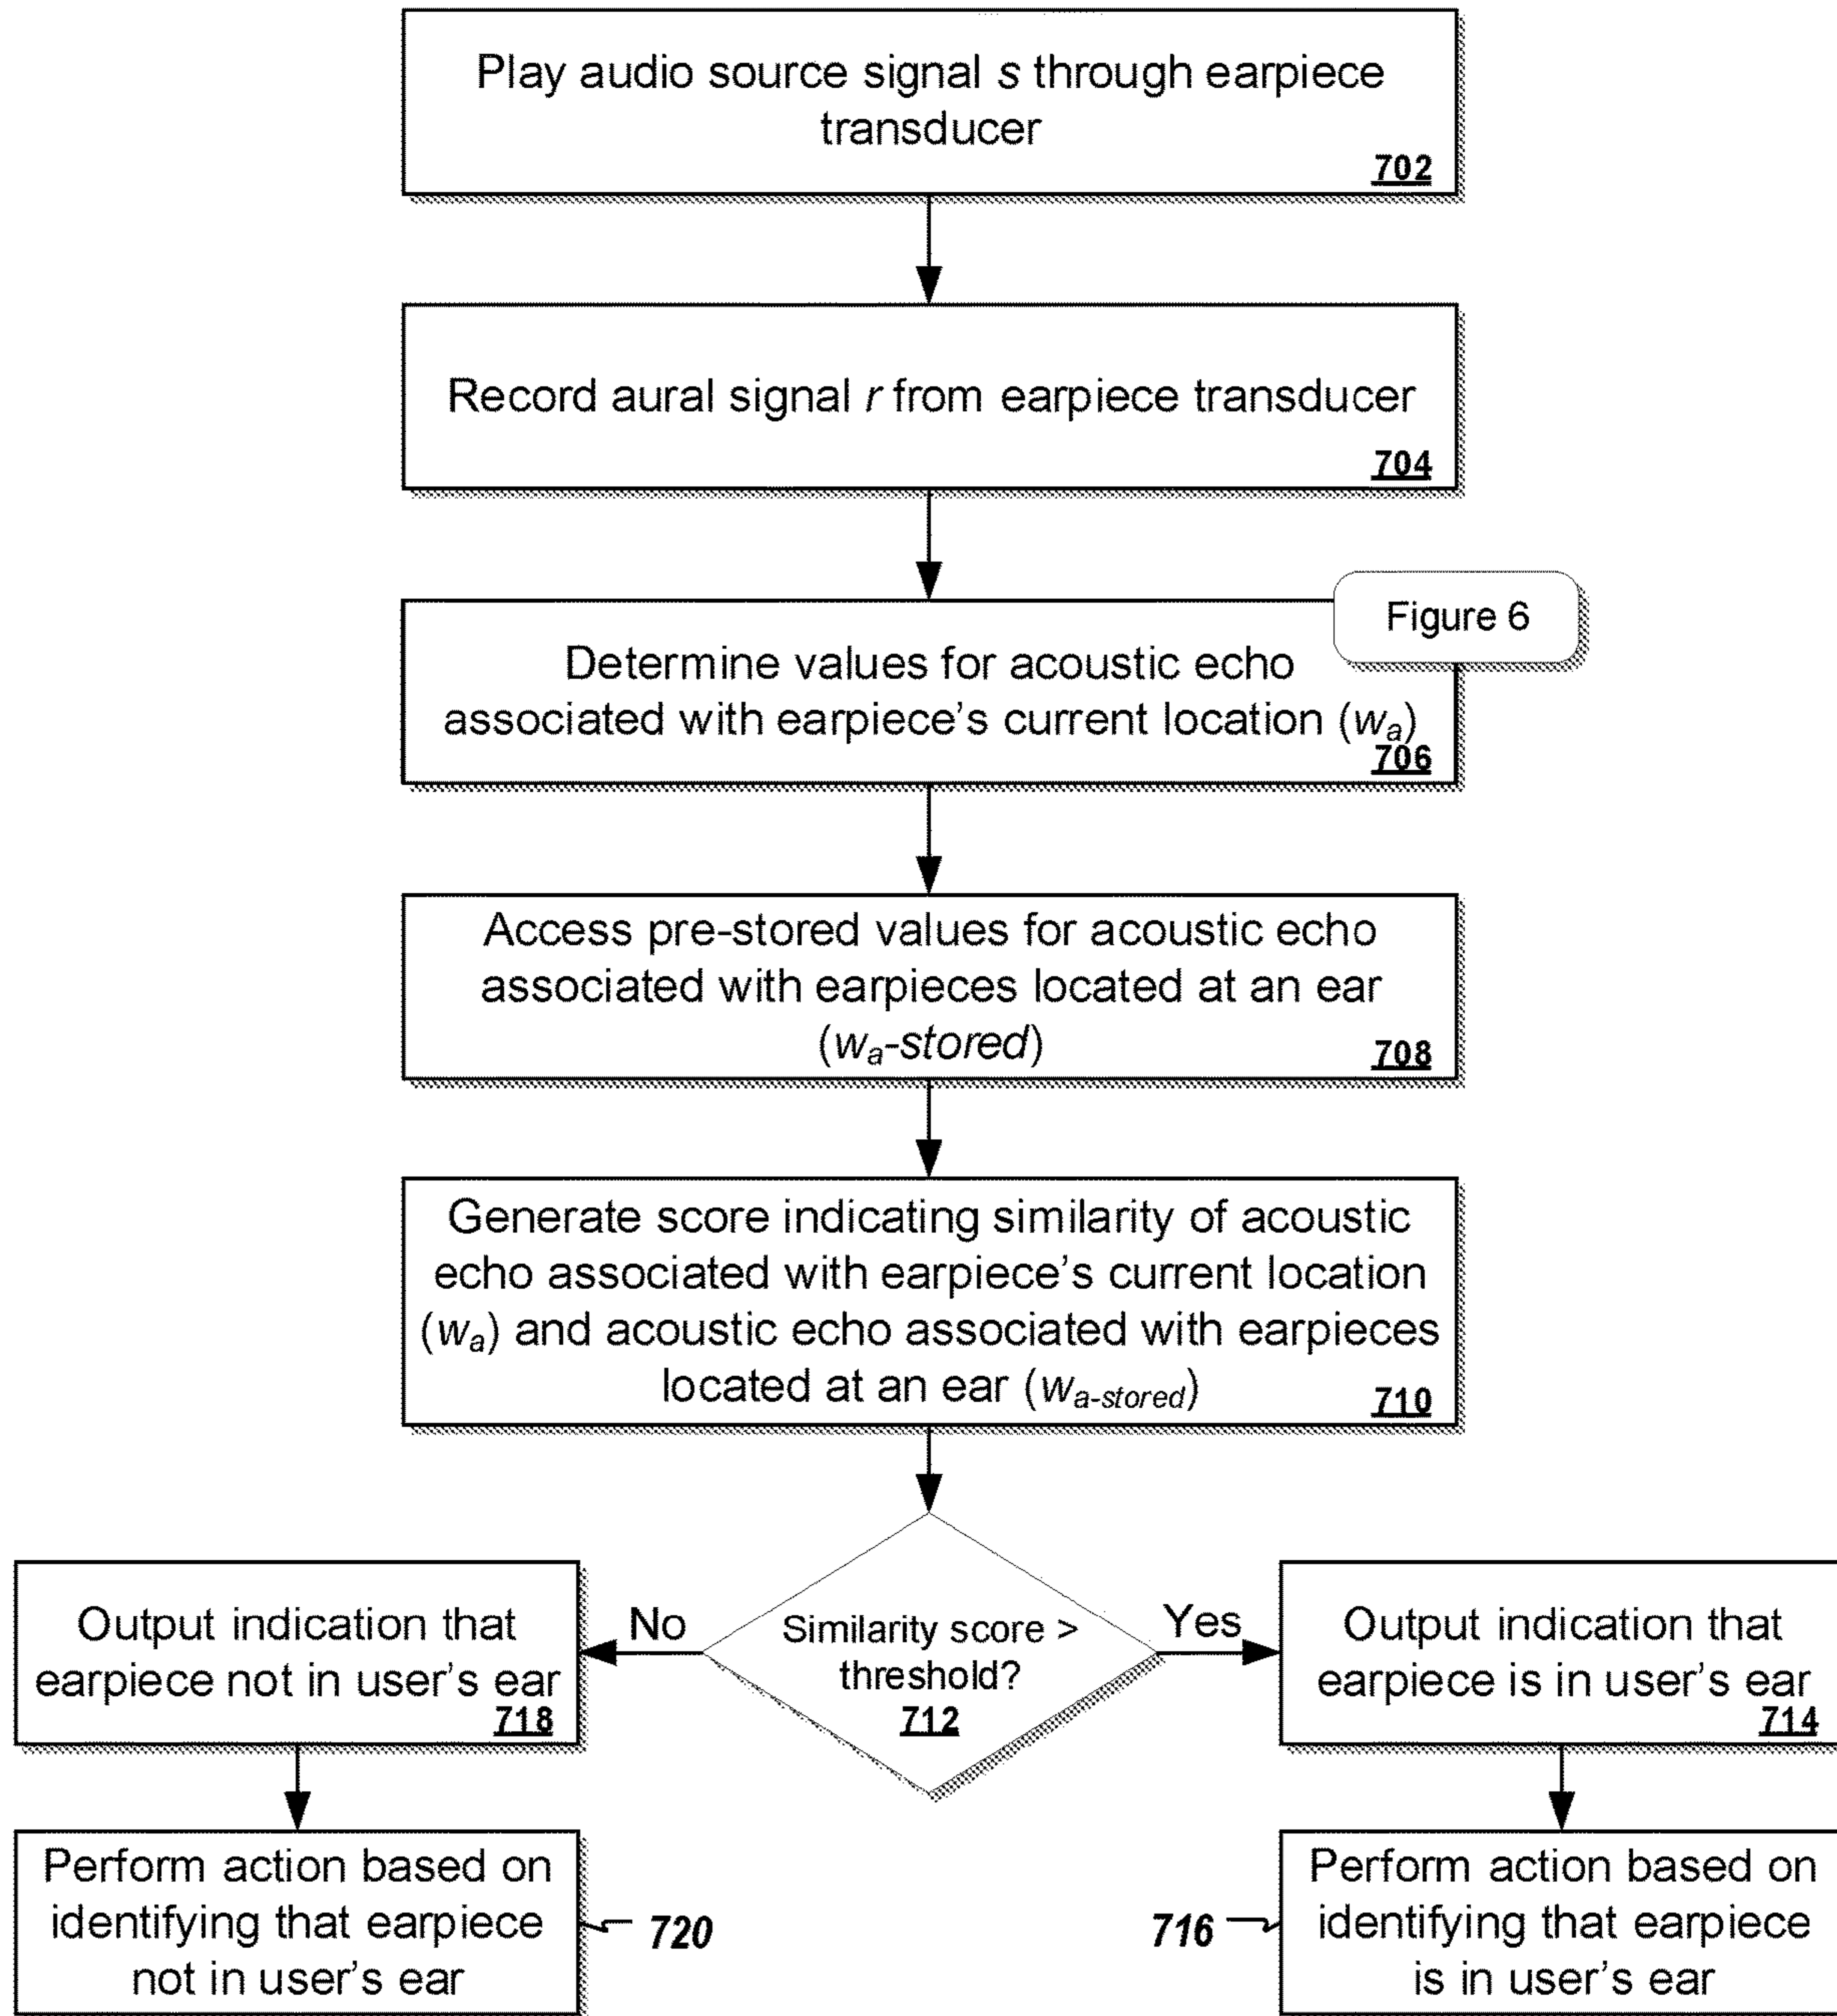 Play audio source signal s through earpiece
transducer
702
Record aural signal r from earpiece transducer
704
Figure 6
Determine values for acoustic echo
associated with earpiece's current location (wa)
706
Access pre-stored values for acoustic echo
associated with earpieces located at an ear
(wa-stored)
708
Generate score indicating similarity of acoustic
echo associated with earpiece's current location
(wa) and acoustic echo associated with earpieces
located at an ear (wa-stored)
710
Similarity score >
threshold?
712
No
Yes
Output indication that
earpiece not in user's ear
718
Output indication that
earpiece is in user's ear
714
Perform action based on
identifying that earpiece
not in user's ear
720
716
Perform action based on
identifying that earpiece
is in user's ear